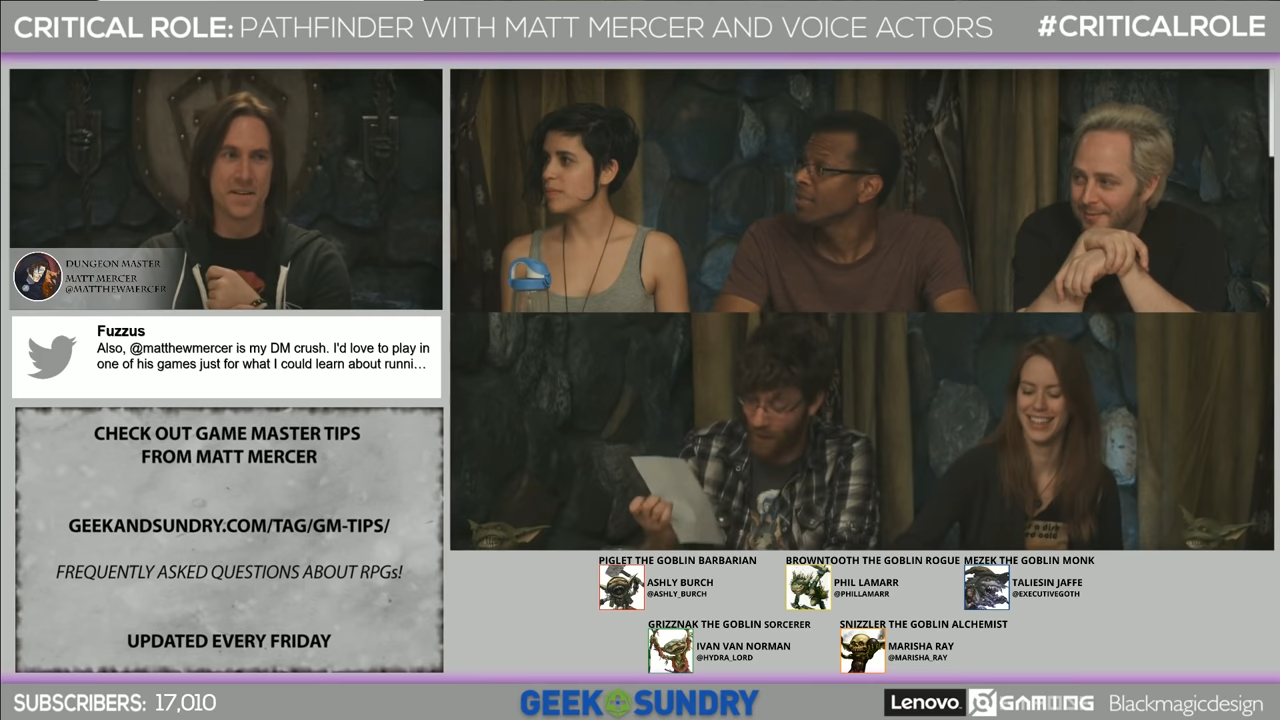 CRITICAL ROLE: PATHFINDER WITH MATT MERCER AND VOICE ACTORS
#CRITICALROLE
DUNGEON MASTER
MATT MERCER
@MATTHEWMERCER
Fuzzus
Also, @matthewmercer is my DM crush. I'd love to play in
one of his games just for what I could learn about runni...
CHECK OUT GAME MASTER TIPS
FROM MATT MERCER
GEEKANDSUNDRY.COM/TAG/GM-TIPS/
FREQUENTLY ASKED QUESTIONS ABOUT RPGs!
UPDATED EVERY FRIDAY
PIGLET THE GOBLIN BARBARIAN
ASHLY BURCH
@ASHLY_BURCH
BROWNTOOTH THE GOBLIN ROGUE
PHIL LAMARR
@PHILLAMARR
MEZEK THE GOBLIN MONK
TALIESIN JAFFE
@EXECUTIVEGOTH
GRIZZNAK THE GOBLIN SORCERER
IVAN VAN NORMAN
@HYDRA_LORD
SNIZZLER THE GOBLIN ALCHEMIST
MARISHA RAY
@MARISHA_RAY
SUBSCRIBERS: 17,010
GEEK SUNDRY
Lenovo
GAMING
Blackmagicdesign